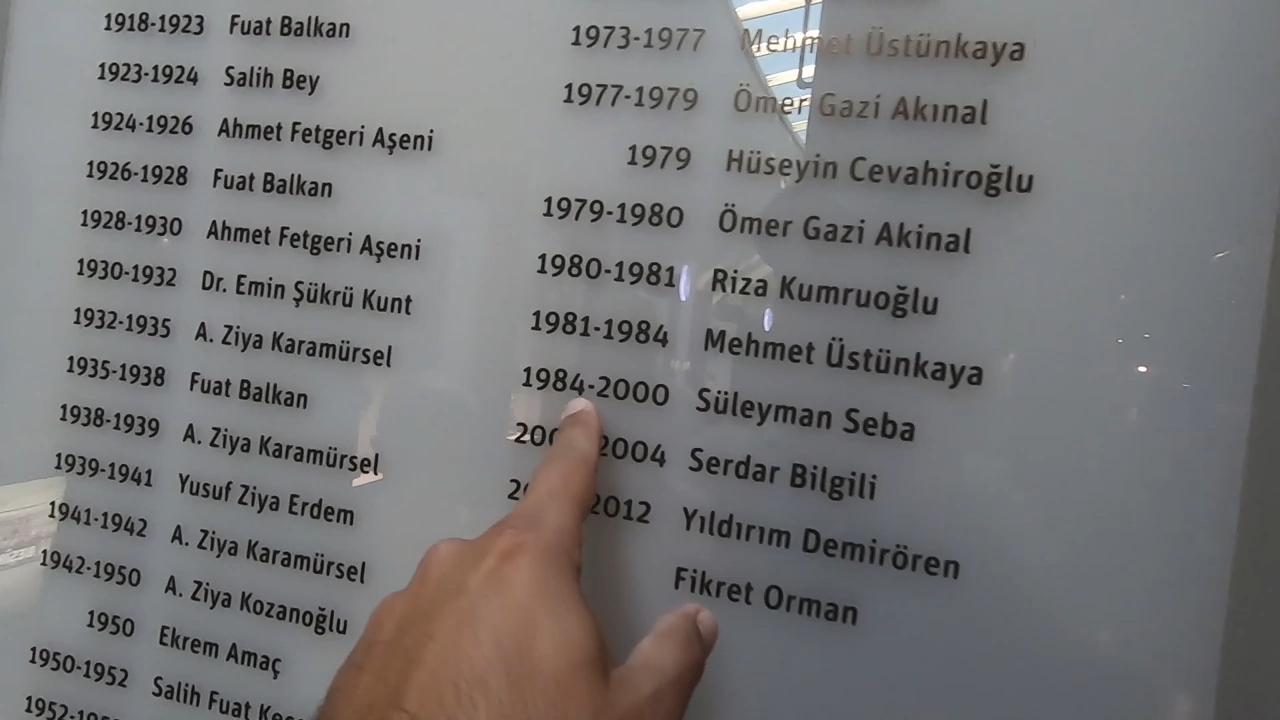 1918-1923 Fuat Balkan
1923-1924 Salih Bey
1924-1926 Ahmet Fetgeri Aşeni
1926-1928 Fuat Balkan
1928-1930 Ahmet Fetgeri Aşeni
1930-1932 Dr. Emin Şükrü Kunt
1932-1935 A. Ziya Karamürsel
1935-1938 Fuat Balkan
1938-1939 A. Ziya Karamürsel
1939-1941 Yusuf Ziya Erdem
1941-1942 A. Ziya Karamürsel
1942-1950 A. Ziya Kozanoğlu
1950 Ekrem Amaç
1950-1952 Salih Fuat
1973-1977 Mehmet Üstünkaya
1977-1979 Ömer Gazi Akınal
1979 Hüseyin Cevahiroğlu
1979-1980 Ömer Gazi Akinal
1980-1981 Riza Kumruoğlu
1981-1984 Mehmet Üstünkaya
1984-2000 Süleyman Seba
2004 Serdar Bilgili
2012 Yıldırım Demirören
Fikret Orman